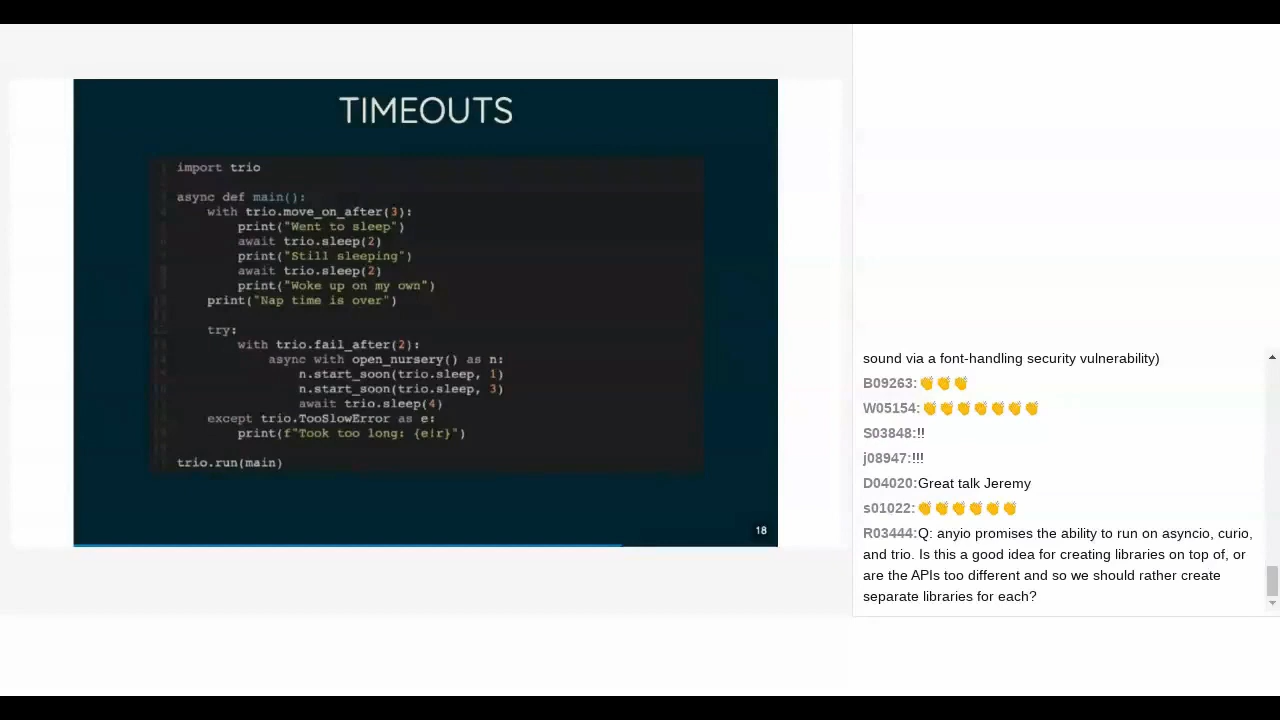 TIMEOUTS
import trio
async def main():
with trio.move_on_after(3):
print("Went to sleep")
await trio.sleep(2)
print("Still sleeping")
await trio.sleep(2)
print("Woke up on my own")
print("Nap time is over")
try:
with trio.fail_after(2):
async with open_nursery() as n:
n.start_soon(trio.sleep, 1)
n.start_soon(trio.sleep, 3)
await trio.sleep(4)
except trio.TooSlowError as e:
print(f"Took too long: {e!r}")
trio.run(main)
18
sound via a font-handling security vulnerability)
B09263:👏👏👏
W05154:👏👏👏👏👏👏👏
S03848:!!
j08947:!!!
D04020:Great talk Jeremy
s01022:👏👏👏👏👏👏
R03444:Q: anyio promises the ability to run on asyncio, curio,
and trio. Is this a good idea for creating libraries on top of, or
are the APIs too different and so we should rather create
separate libraries for each?